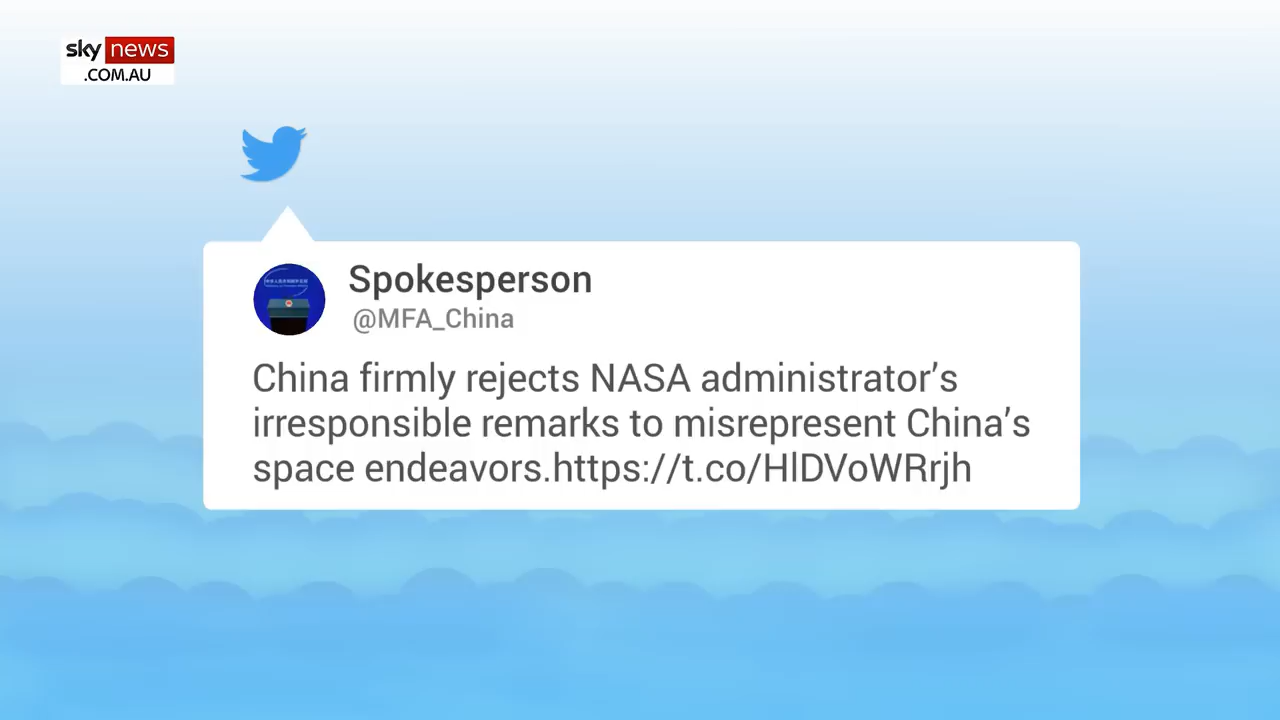 sky news
.COM.AU
Spokesperson
@MFA_China
China firmly rejects NASA administrator’s
irresponsible remarks to misrepresent China’s
space endeavors.https://t.co/HlDVoWRrjh